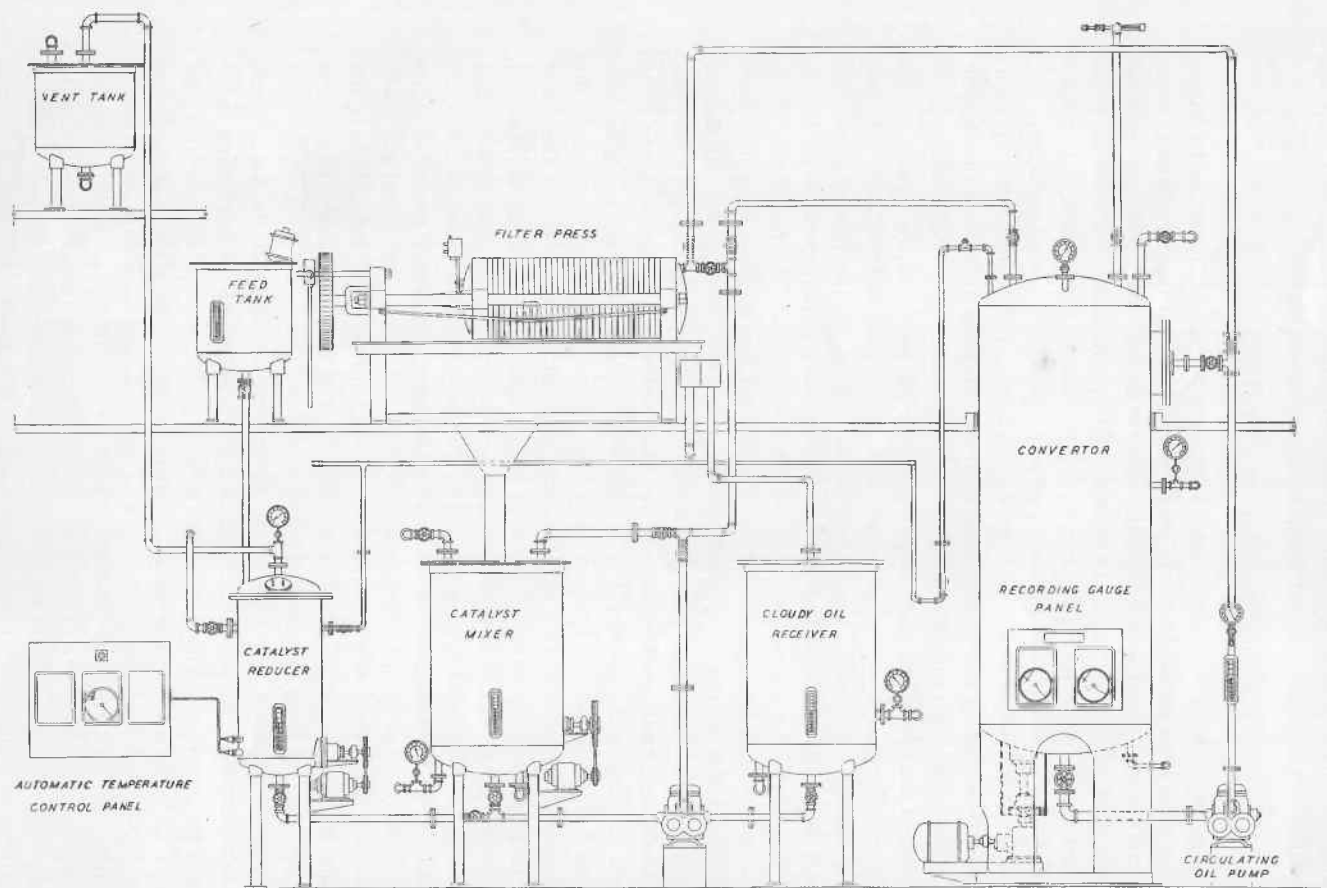 VENT TANK
FILTER PRESS
FEED
TANK
CONVERTOR
RECORDING GAUGE
PANEL
CATALYST
MIXER
CLOUDY OIL
RECEIVER
CATALYST
REDUCER
AUTOMATIC TEMPERATURE
CONTROL PANEL
CIRCULATING
OIL PUMP